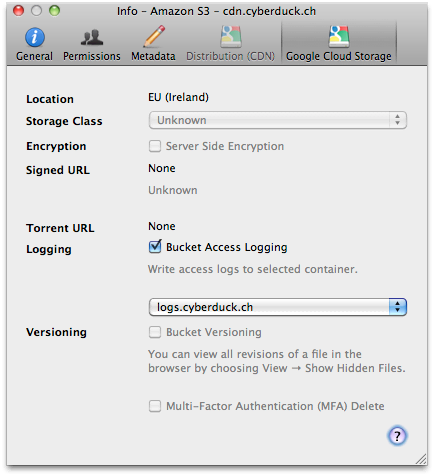 Info – Amazon S3 – cdn.cyberduck.ch
General Permissions Metadata Distribution (CDN) Google Cloud Storage
Location EU (Ireland)
Storage Class Unknown
Encryption Server Side Encryption
Signed URL None
Unknown
Torrent URL None
Logging Bucket Access Logging
Write access logs to selected container.
logs.cyberduck.ch
Versioning Bucket Versioning
You can view all revisions of a file in the
browser by choosing View → Show Hidden Files.
Multi-Factor Authentication (MFA) Delete
?